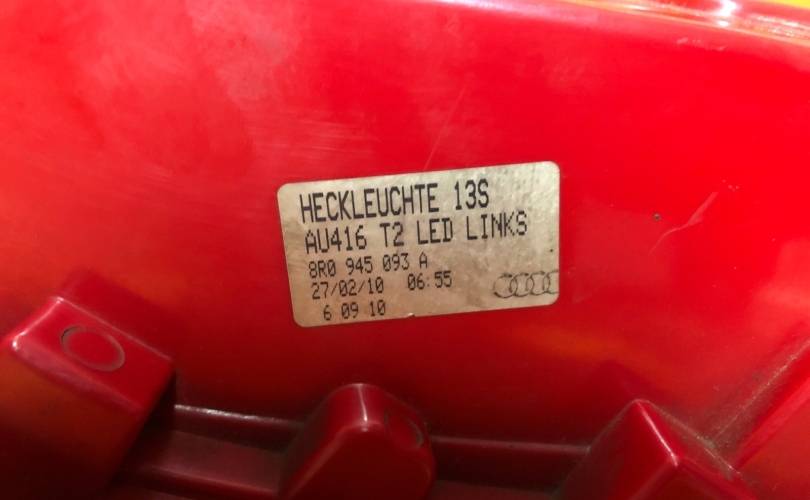 HECKLEUCHTE 13S
AU416 T2 LED LINKS
8R0 945 093 A
27/02/10 06:55
6 09 10